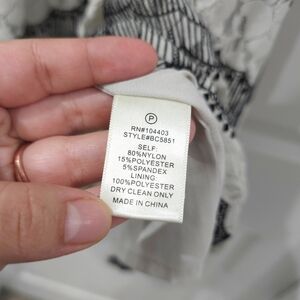 P
RN#104403
STYLE#BC5851
SELF:
80%NYLON
15%POLYESTER
5%SPANDEX
LINING:
100%POLYESTER
DRY CLEAN ONLY
MADE IN CHINA